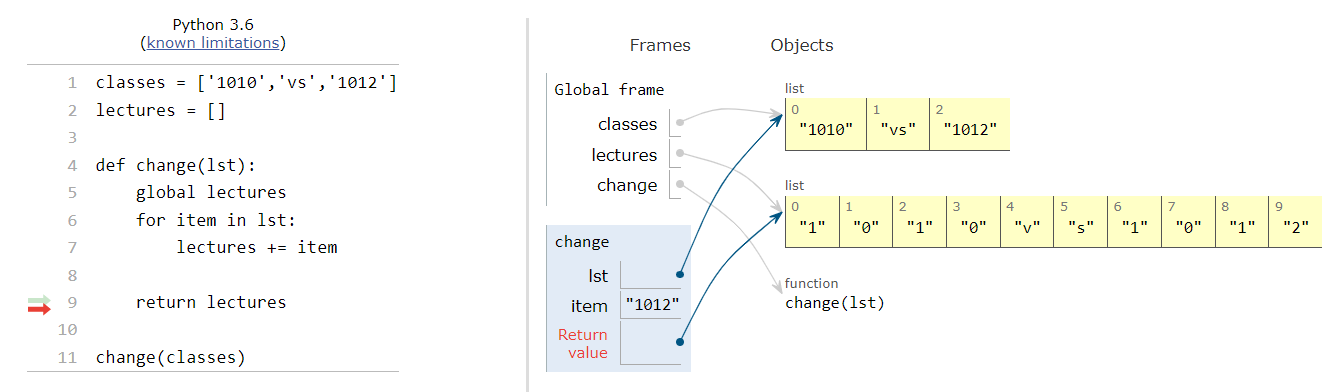 Python 3.6
(known limitations)
1 classes = ['1010','vs','1012']
2 lectures = []
3
4 def change(lst):
5     global lectures
6     for item in lst:
7         lectures += item
8
9     return lectures
10
11 change(classes)
Frames Objects
Global frame
classes
lectures
change
list
0 1 2
"1010" "vs" "1012"
list
0 1 2 3 4 5 6 7 8 9
"1" "0" "1" "0" "v" "s" "1" "0" "1" "2"
function
change(lst)
change
lst
item "1012"
Return
value